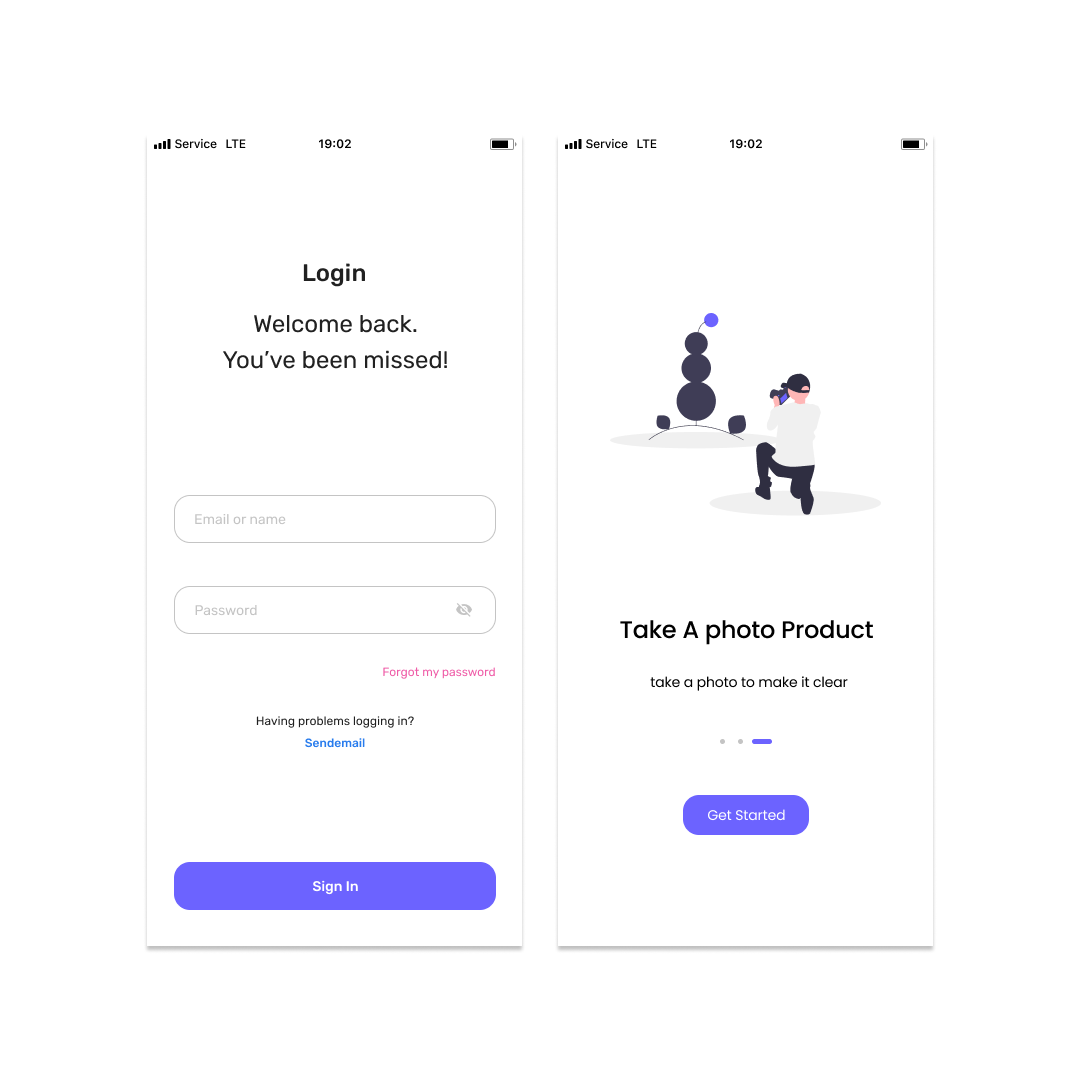 Service LTE 19:02
Login
Welcome back.
You’ve been missed!
Email or name
Password
Forgot my password
Having problems logging in?
Sendemail
Sign In
Service LTE 19:02
Take A photo Product
take a photo to make it clear
Get Started